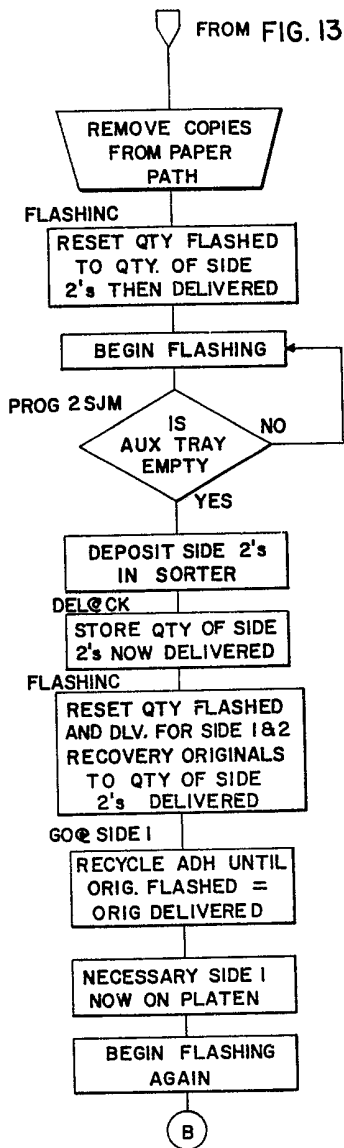 FROM FIG. 13
REMOVE COPIES
FROM PAPER
PATH
FLASHINC
RESET QTY FLASHED
TO QTY. OF SIDE
2's THEN DELIVERED
BEGIN FLASHING
PROG 2SJM
IS
AUX TRAY
EMPTY
NO
YES
DEPOSIT SIDE 2's
IN SORTER
DEL@CK
STORE QTY OF SIDE
2's NOW DELIVERED
FLASHINC
RESET QTY FLASHED
AND DLV. FOR SIDE 1&2
RECOVERY ORIGINALS
TO QTY OF SIDE
2's DELIVERED
GO@SIDE 1
RECYCLE ADH UNTIL
ORIG. FLASHED =
ORIG DELIVERED
NECESSARY SIDE 1
NOW ON PLATEN
BEGIN FLASHING
AGAIN
B